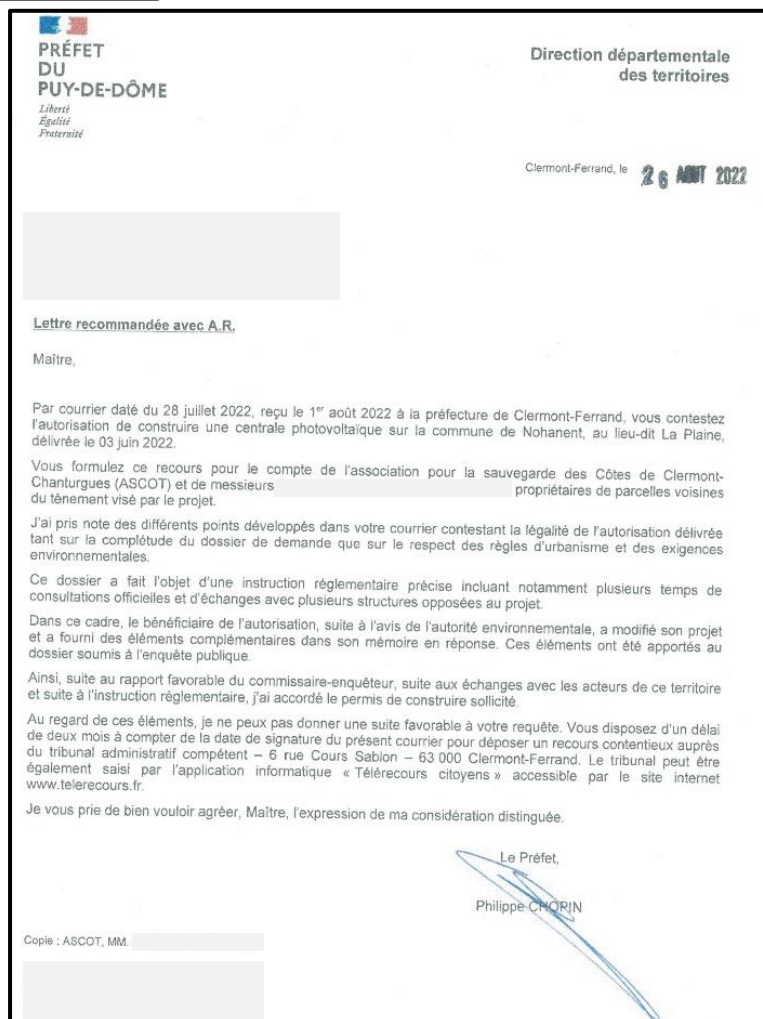 PRÉFET
DU
PUY-DE-DÔME
Liberté
Égalité
Fraternité
Direction départementale
des territoires
Clermont-Ferrand, le 26 AOUT 2022
Lettre recommandée avec A.R.
Maître,
Par courrier daté du 28 juillet 2022, reçu le 1er août 2022 à la préfecture de Clermont-Ferrand, vous contestez
l'autorisation de construire une centrale photovoltaïque sur la commune de Nohanent, au lieu-dit La Plaine,
délivrée le 03 juin 2022.
Vous formulez ce recours pour le compte de l'association pour la sauvegarde des Côtes de Clermont-
Chanturgues (ASCOT) et de messieurs propriétaires de parcelles voisines
du tènement visé par le projet.
J'ai pris note des différents points développés dans votre courrier contestant la légalité de l'autorisation délivrée
tant sur la complétude du dossier de demande que sur le respect des règles d'urbanisme et des exigences
environnementales.
Ce dossier a fait l'objet d'une instruction réglementaire précise incluant notamment plusieurs temps de
consultations officielles et d'échanges avec plusieurs structures opposées au projet.
Dans ce cadre, le bénéficiaire de l'autorisation, suite à l'avis de l'autorité environnementale, a modifié son projet
et a fourni des éléments complémentaires dans son mémoire en réponse. Ces éléments ont été apportés au
dossier soumis à l'enquête publique.
Ainsi, suite au rapport favorable du commissaire-enquêteur, suite aux échanges avec les acteurs de ce territoire
et suite à l'instruction réglementaire, j'ai accordé le permis de construire sollicité.
Au regard de ces éléments, je ne peux pas donner une suite favorable à votre requête. Vous disposez d'un délai
de deux mois à compter de la date de signature du présent courrier pour déposer un recours contentieux auprès
du tribunal administratif compétent – 6 rue Cours Sablon – 63 000 Clermont-Ferrand. Le tribunal peut être
également saisi par l'application informatique « Télérecours citoyens » accessible par le site internet
www.telerecours.fr.
Je vous prie de bien vouloir agréer, Maître, l'expression de ma considération distinguée.
Le Préfet,
Philippe CHOPIN
Copie : ASCOT, MM.